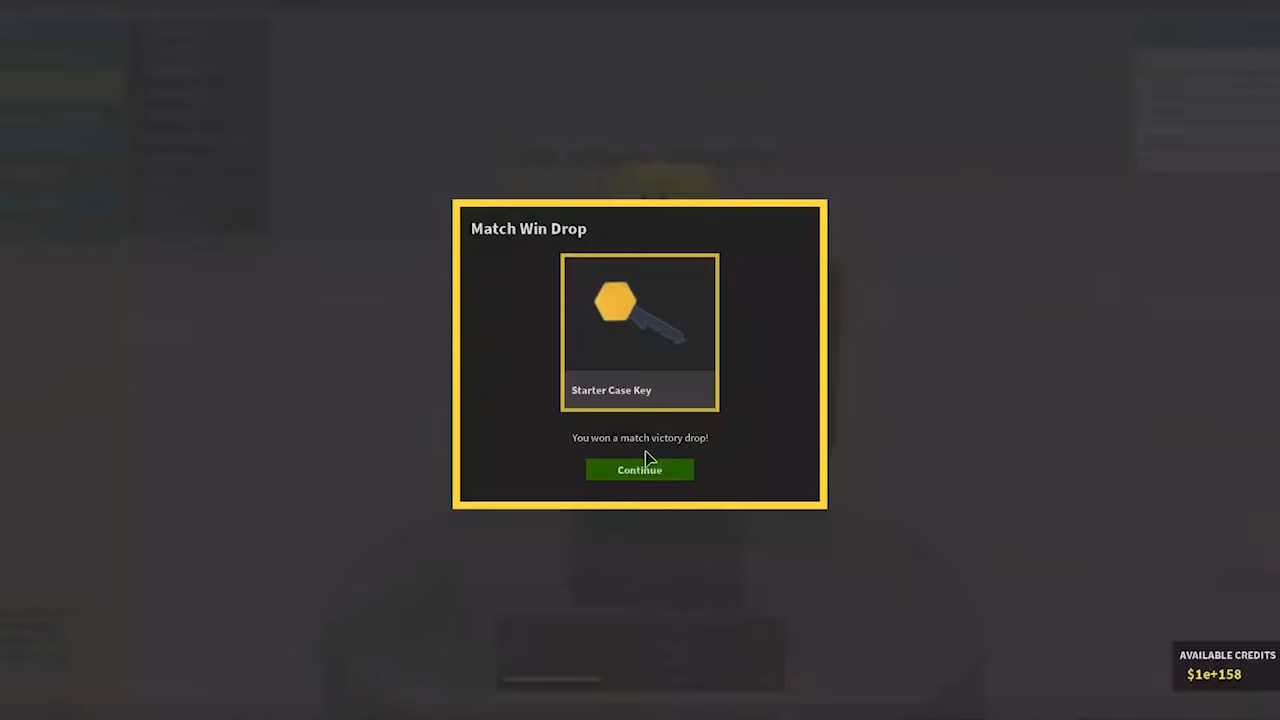 Match Win Drop
Starter Case Key
You won a match victory drop!
Continue
AVAILABLE CREDITS
$1e+158